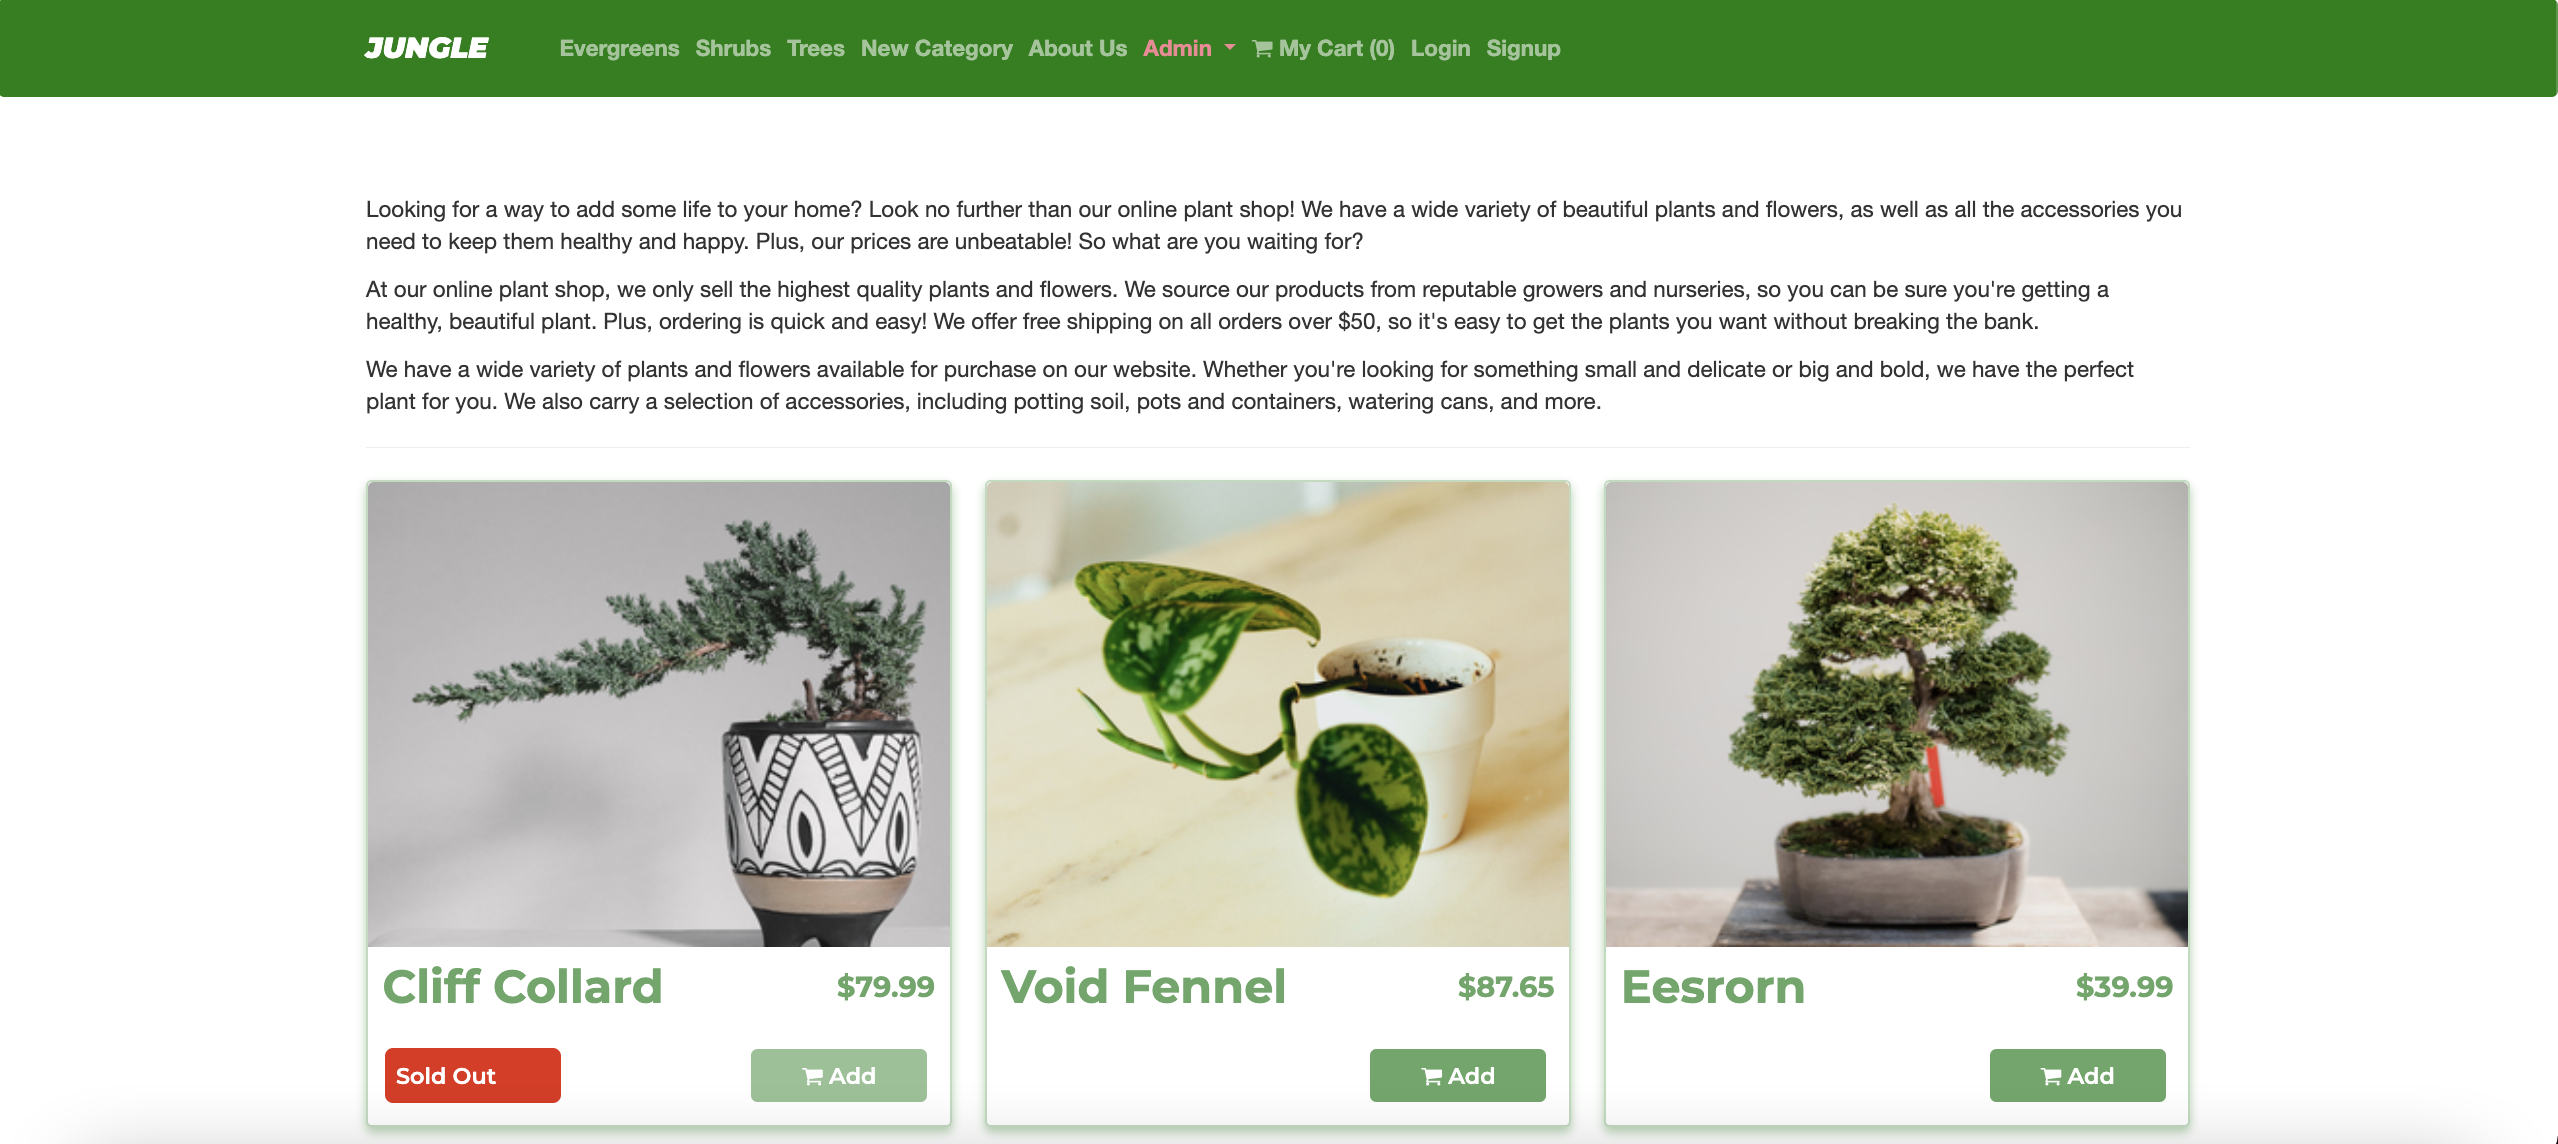 JUNGLE Evergreens Shrubs Trees New Category About Us Admin My Cart (0) Login Signup
Looking for a way to add some life to your home? Look no further than our online plant shop! We have a wide variety of beautiful plants and flowers, as well as all the accessories you
need to keep them healthy and happy. Plus, our prices are unbeatable! So what are you waiting for?
At our online plant shop, we only sell the highest quality plants and flowers. We source our products from reputable growers and nurseries, so you can be sure you're getting a
healthy, beautiful plant. Plus, ordering is quick and easy! We offer free shipping on all orders over $50, so it's easy to get the plants you want without breaking the bank.
We have a wide variety of plants and flowers available for purchase on our website. Whether you're looking for something small and delicate or big and bold, we have the perfect
plant for you. We also carry a selection of accessories, including potting soil, pots and containers, watering cans, and more.
Cliff Collard $79.99
Sold Out Add
Void Fennel $87.65
Add
Eesrorn $39.99
Add